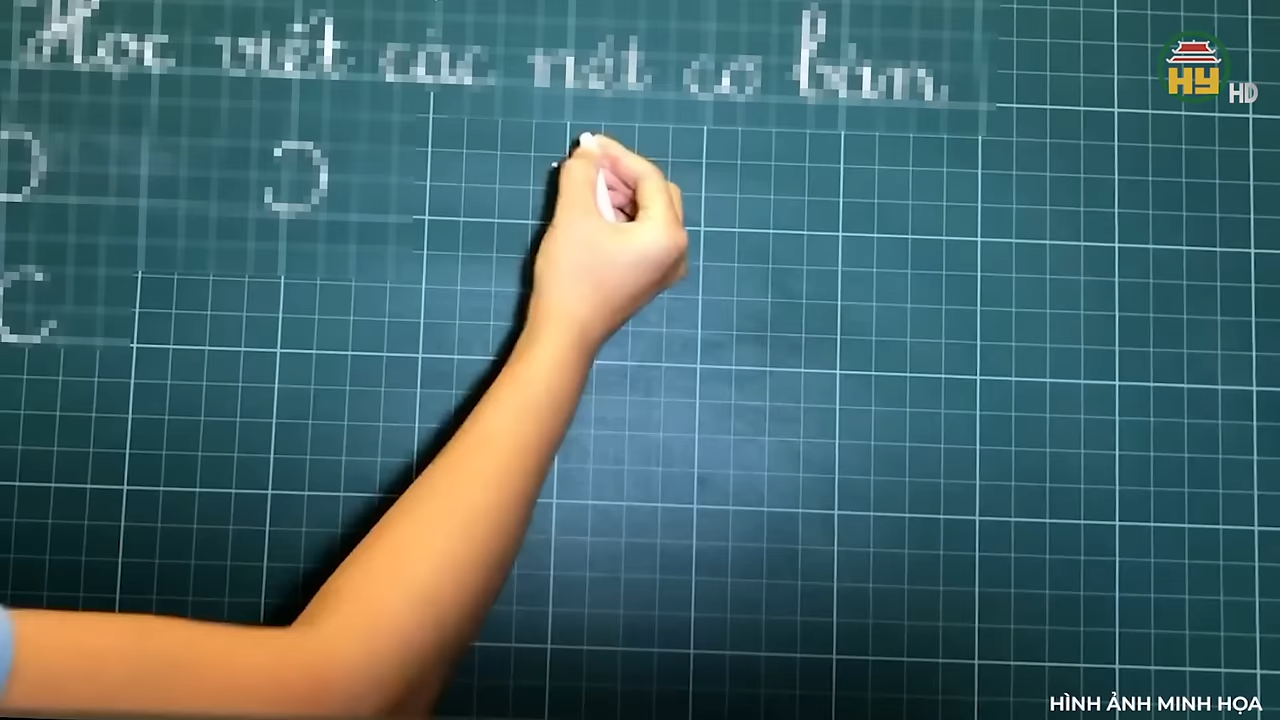 Học viết các nét cơ bản.
HY HD
Ɔ Ɔ
C
HÌNH ẢNH MINH HỌA